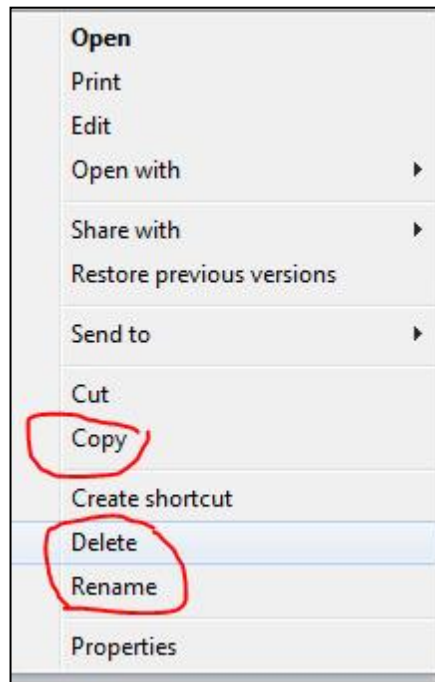 Open
Print
Edit
Open with
Share with
Restore previous versions
Send to
Cut
Copy
Create shortcut
Delete
Rename
Properties